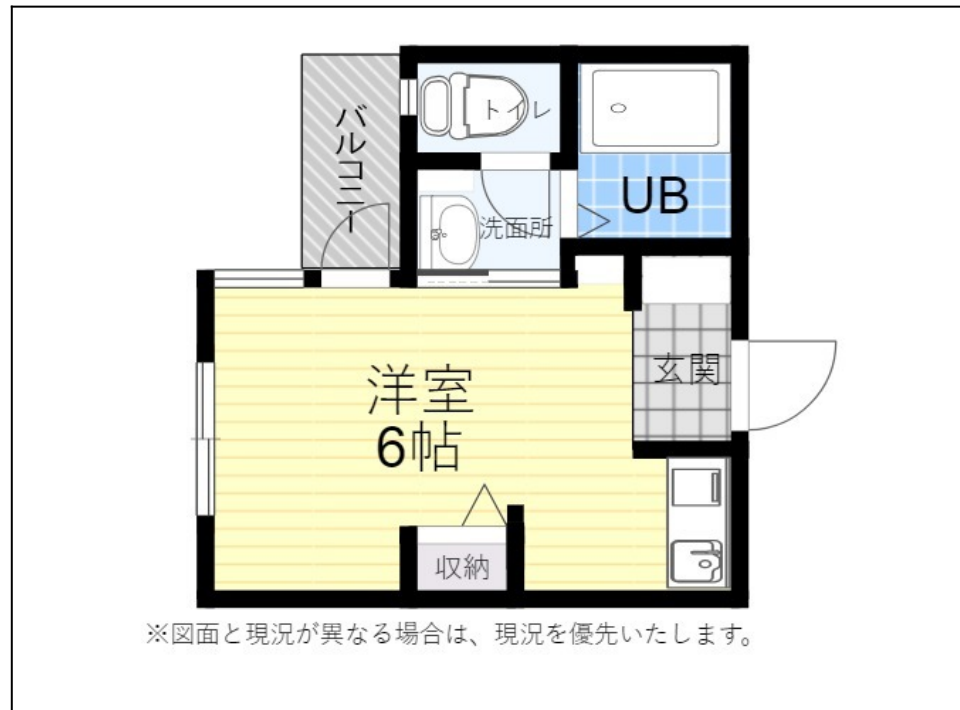 トイレ
バルコニー
UB
洗面所
玄関
洋室
6帖
収納
※図面と現況が異なる場合は、現況を優先いたします。